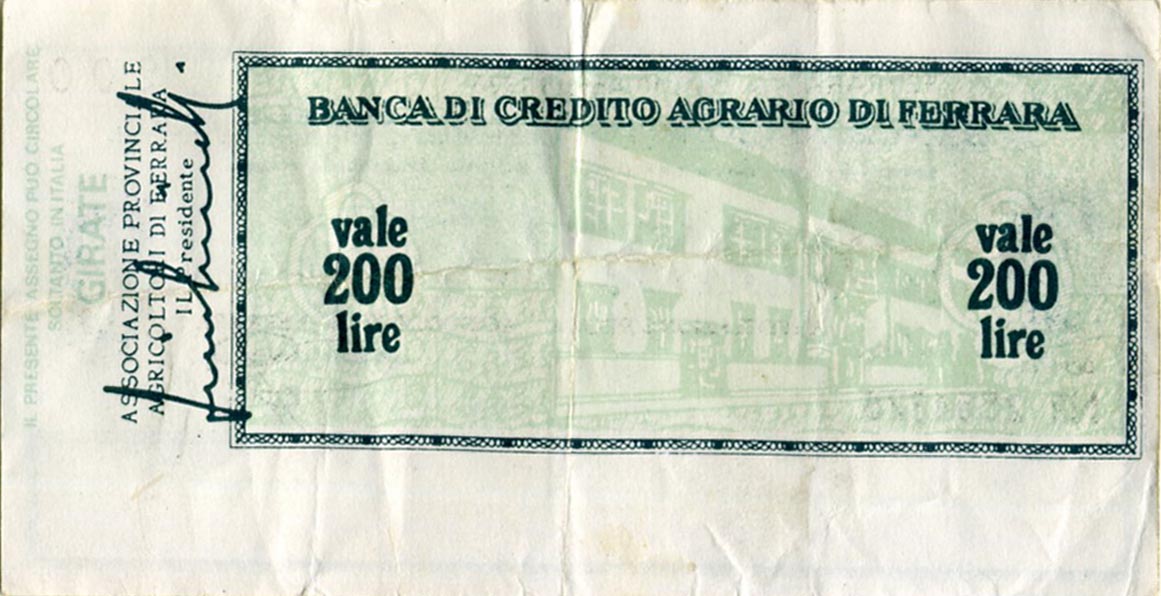 IL PRESENTE ASSEGNO PUÒ CIRCOLARE
SOLTANTO IN ITALIA
GIRATE
ASSOCIAZIONE PROVINCIALE
AGRICOLTORI DI FERRARA
IL Presidente
BANCA DI CREDITO AGRARIO DI FERRARA
vale
200
lire
vale
200
lire